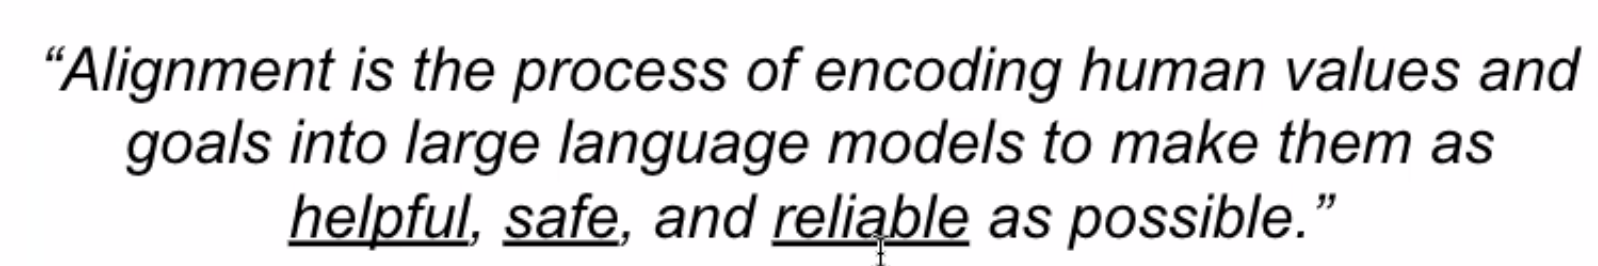 “Alignment is the process of encoding human values and
goals into large language models to make them as
helpful, safe, and reliable as possible.”